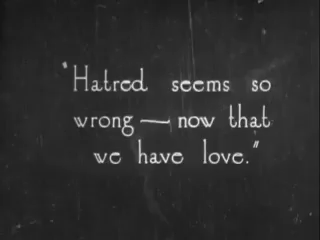 "Hatred seems so
wrong — now that
we have love."